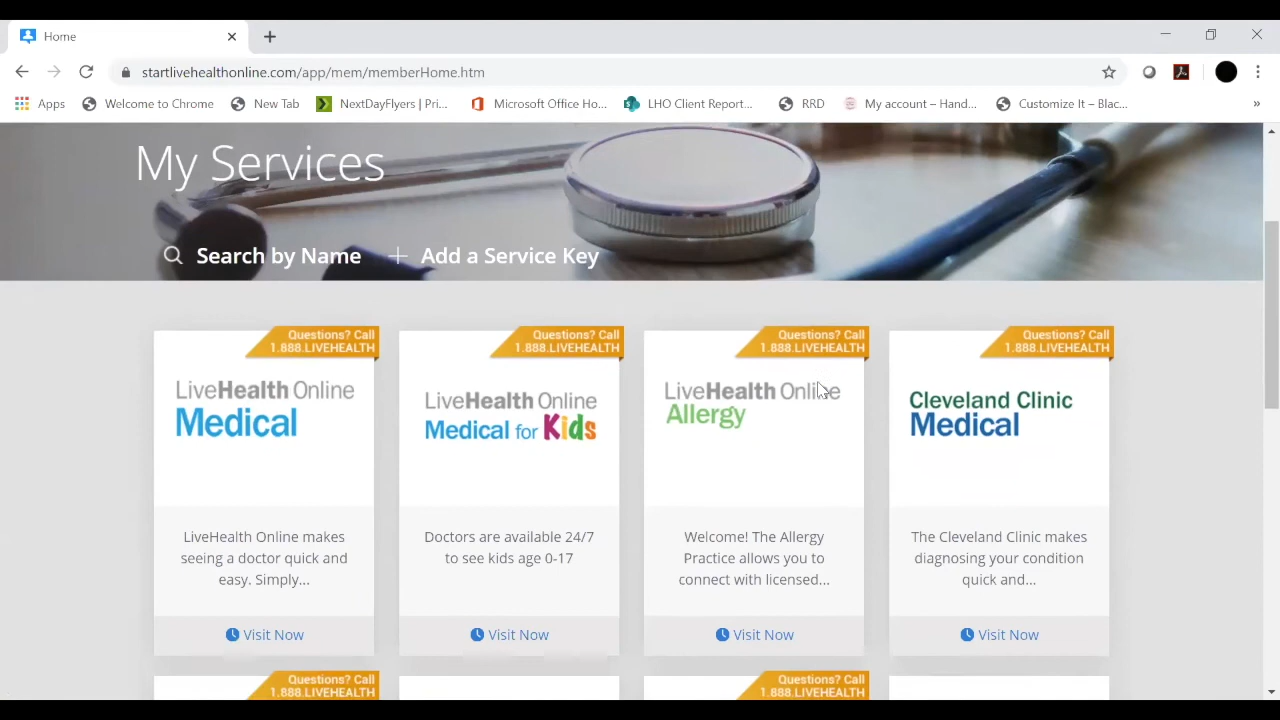 Home
startlivehealthonline.com/app/mem/memberHome.htm
Apps Welcome to Chrome New Tab NextDayFlyers | Pri... Microsoft Office Ho... LHO Client Report... RRD My account – Hand... Customize It – Blac... »
My Services
Search by Name Add a Service Key
Questions? Call
1.888.LIVEHEALTH
LiveHealth Online
Medical
LiveHealth Online makes
seeing a doctor quick and
easy. Simply...
Visit Now
Questions? Call
1.888.LIVEHEALTH
LiveHealth Online
Medical for Kids
Doctors are available 24/7
to see kids age 0-17
Visit Now
Questions? Call
1.888.LIVEHEALTH
LiveHealth Online
Allergy
Welcome! The Allergy
Practice allows you to
connect with licensed...
Visit Now
Questions? Call
1.888.LIVEHEALTH
Cleveland Clinic
Medical
The Cleveland Clinic makes
diagnosing your condition
quick and...
Visit Now
Questions? Call
1.888.LIVEHEALTH
Questions? Call
1.888.LIVEHEALTH